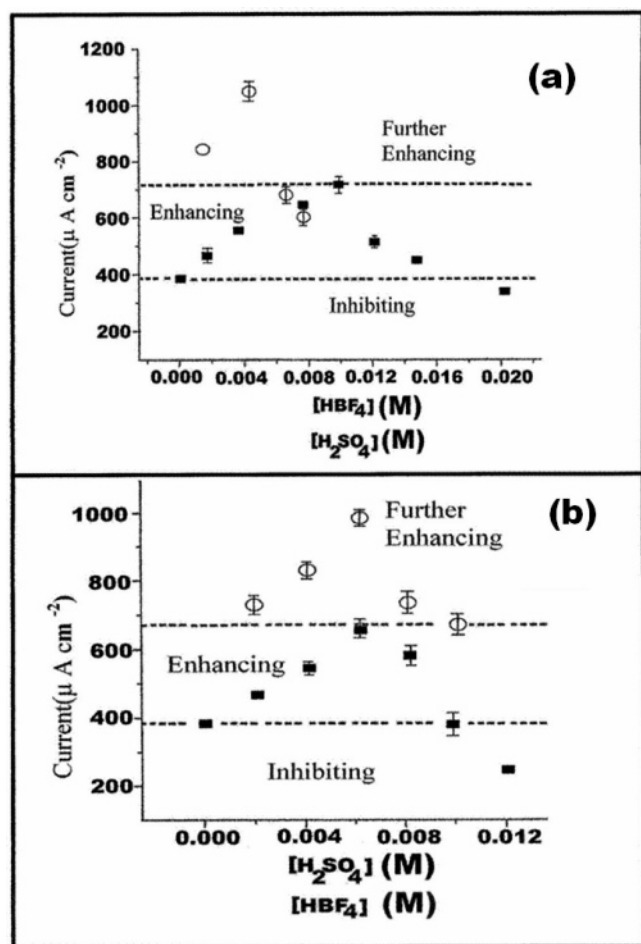 (a)
1200
1000
800
600
400
200
Current(μ A cm⁻²)
Further
Enhancing
Enhancing
Inhibiting
0.000 0.004 0.008 0.012 0.016 0.020
[HBF₄] (M)
[H₂SO₄] (M)
(b)
1000
800
600
400
200
Current(μ A cm⁻²)
Further
Enhancing
Enhancing
Inhibiting
0.000 0.004 0.008 0.012
[H₂SO₄] (M)
[HBF₄] (M)